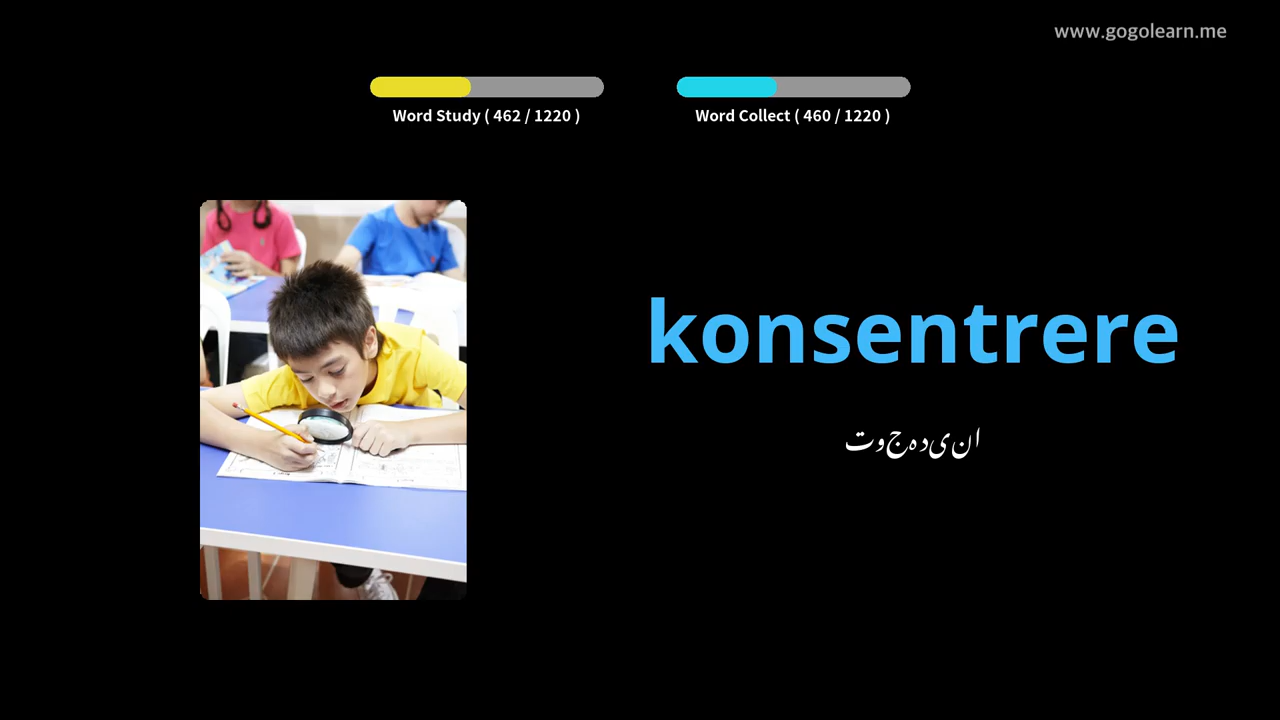 www.gogolearn.me
Word Study ( 462 / 1220 )
Word Collect ( 460 / 1220 )
konsentrere
توجہ دینا